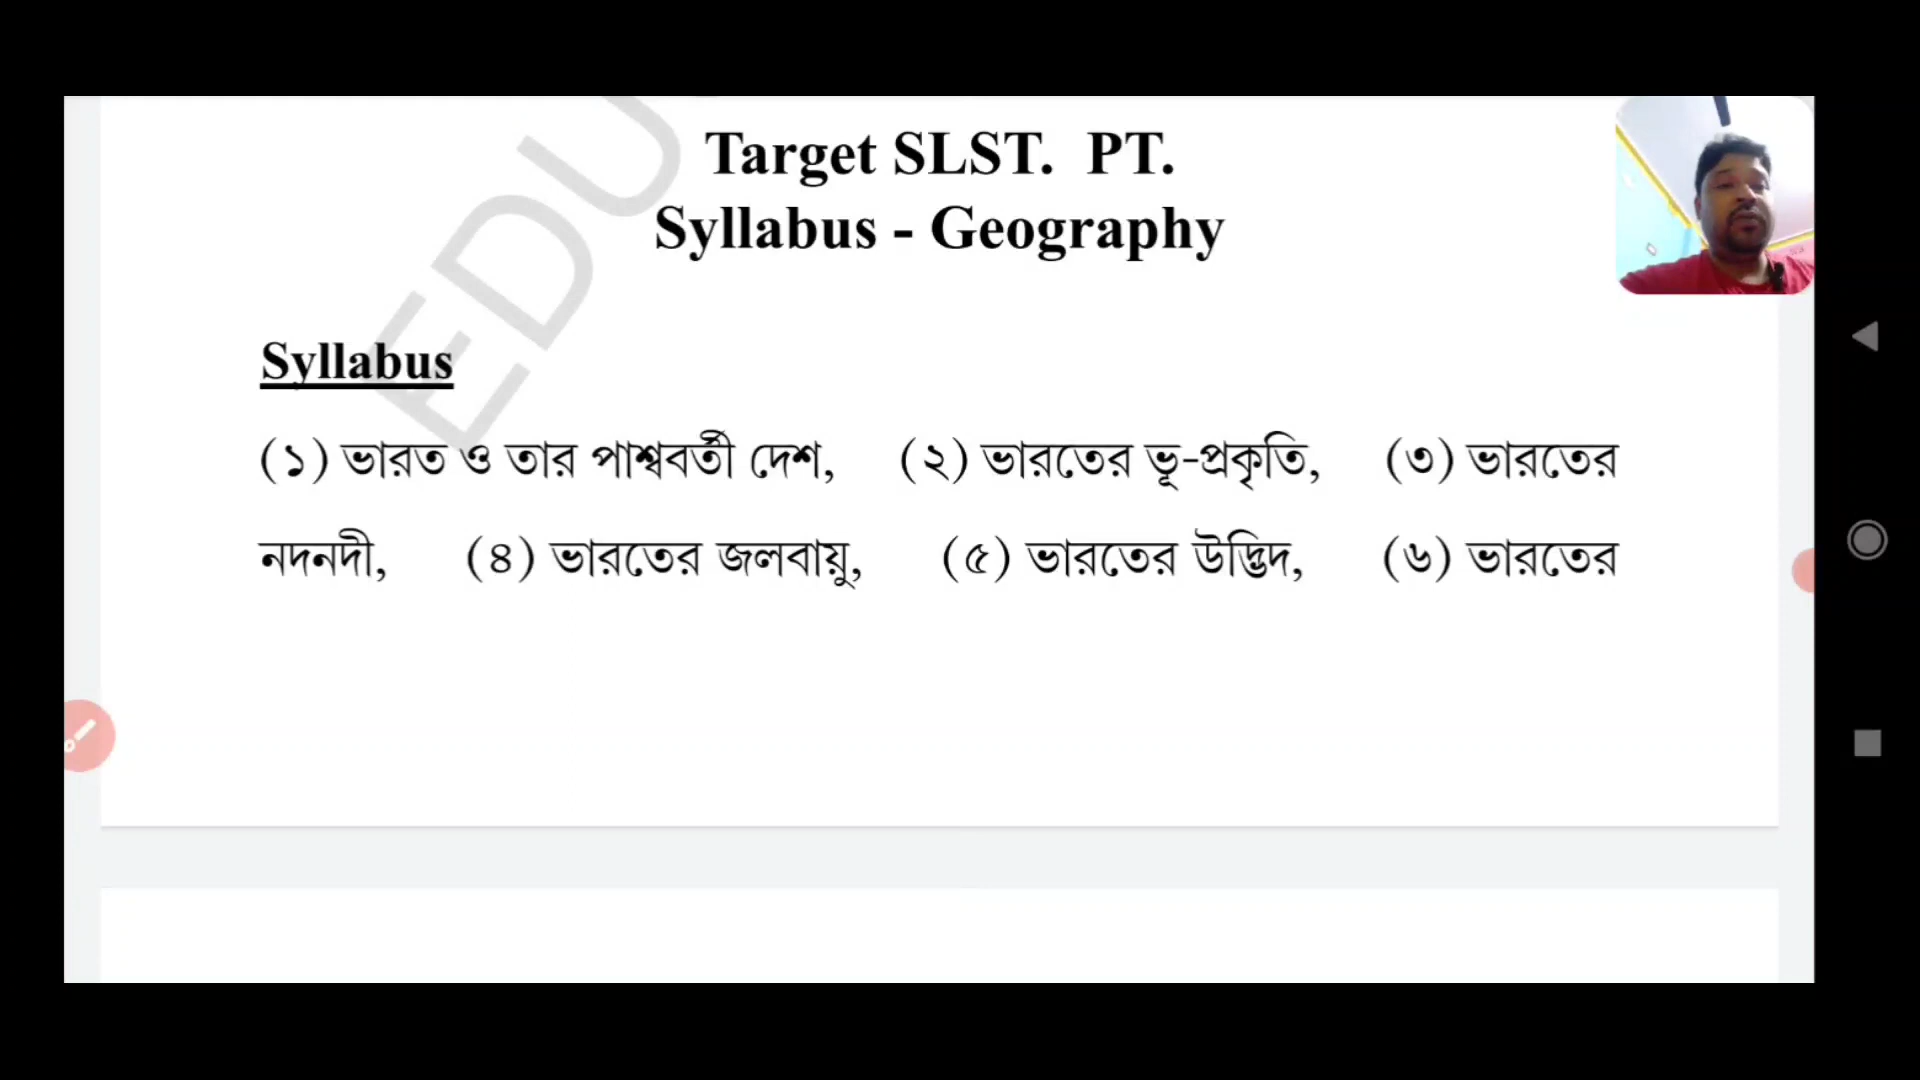 Target SLST. PT.
Syllabus - Geography
EDU
Syllabus
(১) ভারত ও তার পাশ্ববর্তী দেশ, (২) ভারতের ভূ-প্রকৃতি, (৩) ভারতের
নদনদী, (৪) ভারতের জলবায়ু, (৫) ভারতের উদ্ভিদ, (৬) ভারতের